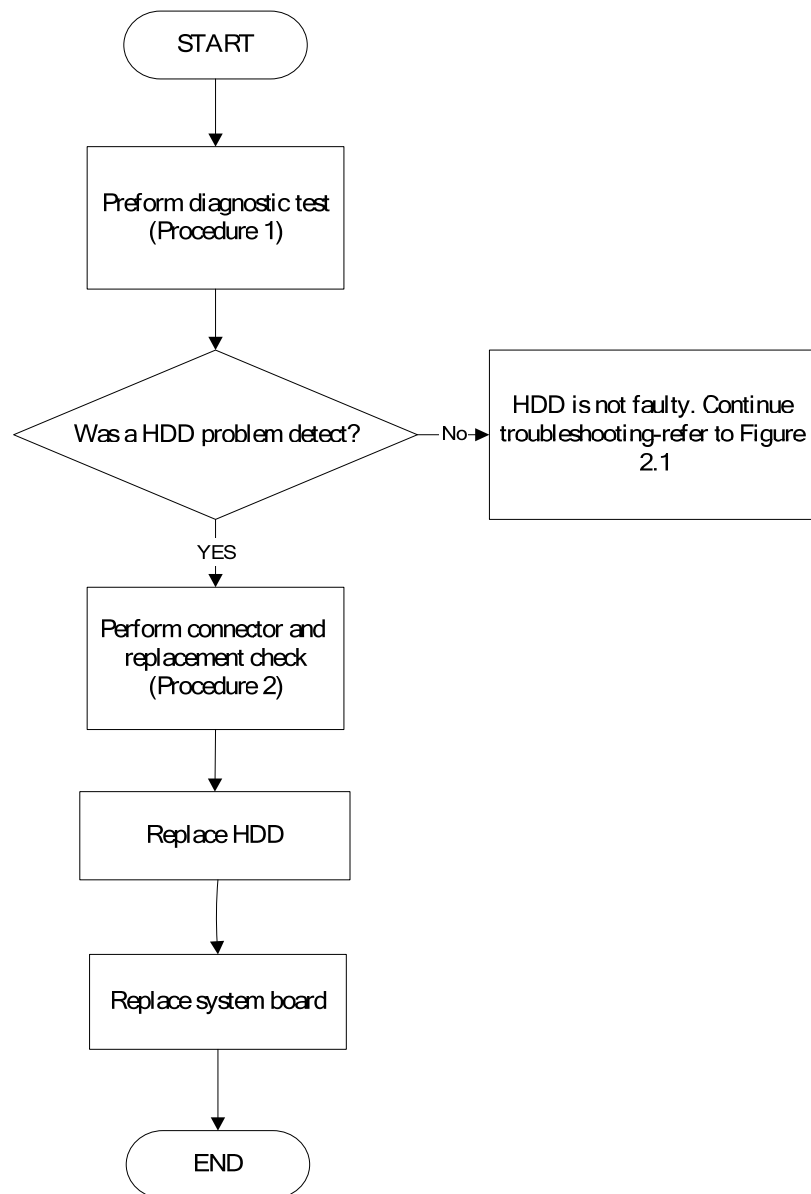 START
Preform diagnostic test
(Procedure 1)
Was a HDD problem detect?
No
HDD is not faulty. Continue
troubleshooting-refer to Figure
2.1
YES
Perform connector and
replacement check
(Procedure 2)
Replace HDD
Replace system board
END